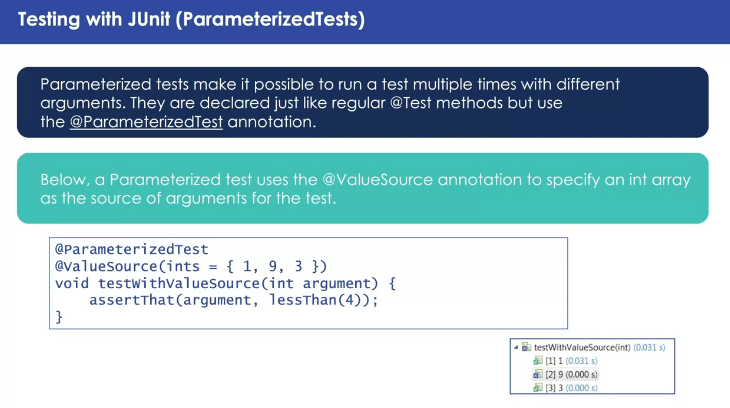 Testing with JUnit (ParameterizedTests)
Parameterized tests make it possible to run a test multiple times with different
arguments. They are declared just like regular @Test methods but use
the @ParameterizedTest annotation.
Below, a Parameterized test uses the @ValueSource annotation to specify an int array
as the source of arguments for the test.
@ParameterizedTest
@ValueSource(ints = { 1, 9, 3 })
void testWithValueSource(int argument) {
    assertThat(argument, lessThan(4));
}
testWithValueSource(int) (0.031 s)
[1] 1 (0.031 s)
[2] 9 (0.000 s)
[3] 3 (0.000 s)